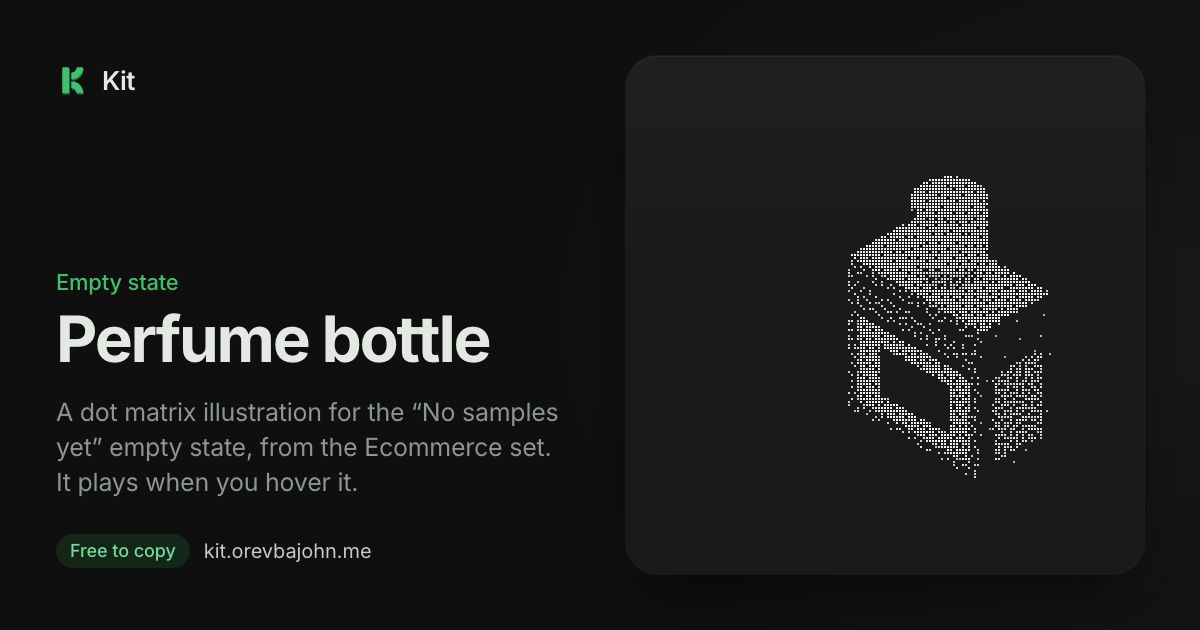 Kit
Empty state
Perfume bottle
A dot matrix illustration for the “No samples
yet” empty state, from the Ecommerce set.
It plays when you hover it.
Free to copy
kit.orevbajohn.me